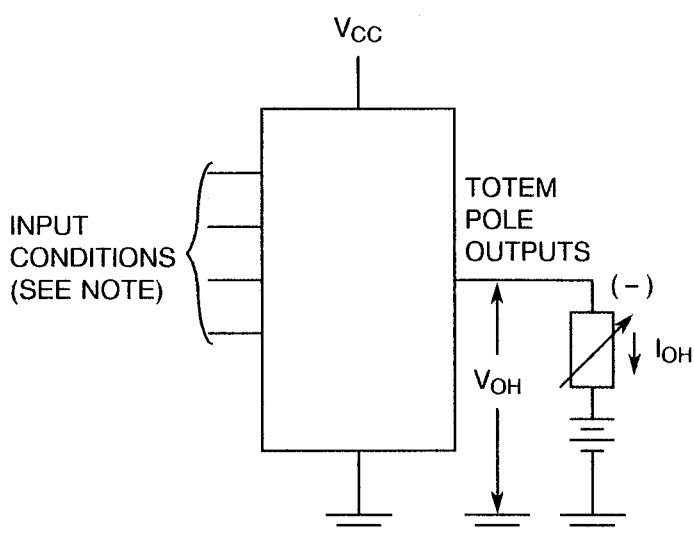 VCC
INPUT
CONDITIONS
(SEE NOTE)
TOTEM
POLE
OUTPUTS
(-)
IOH
VOH